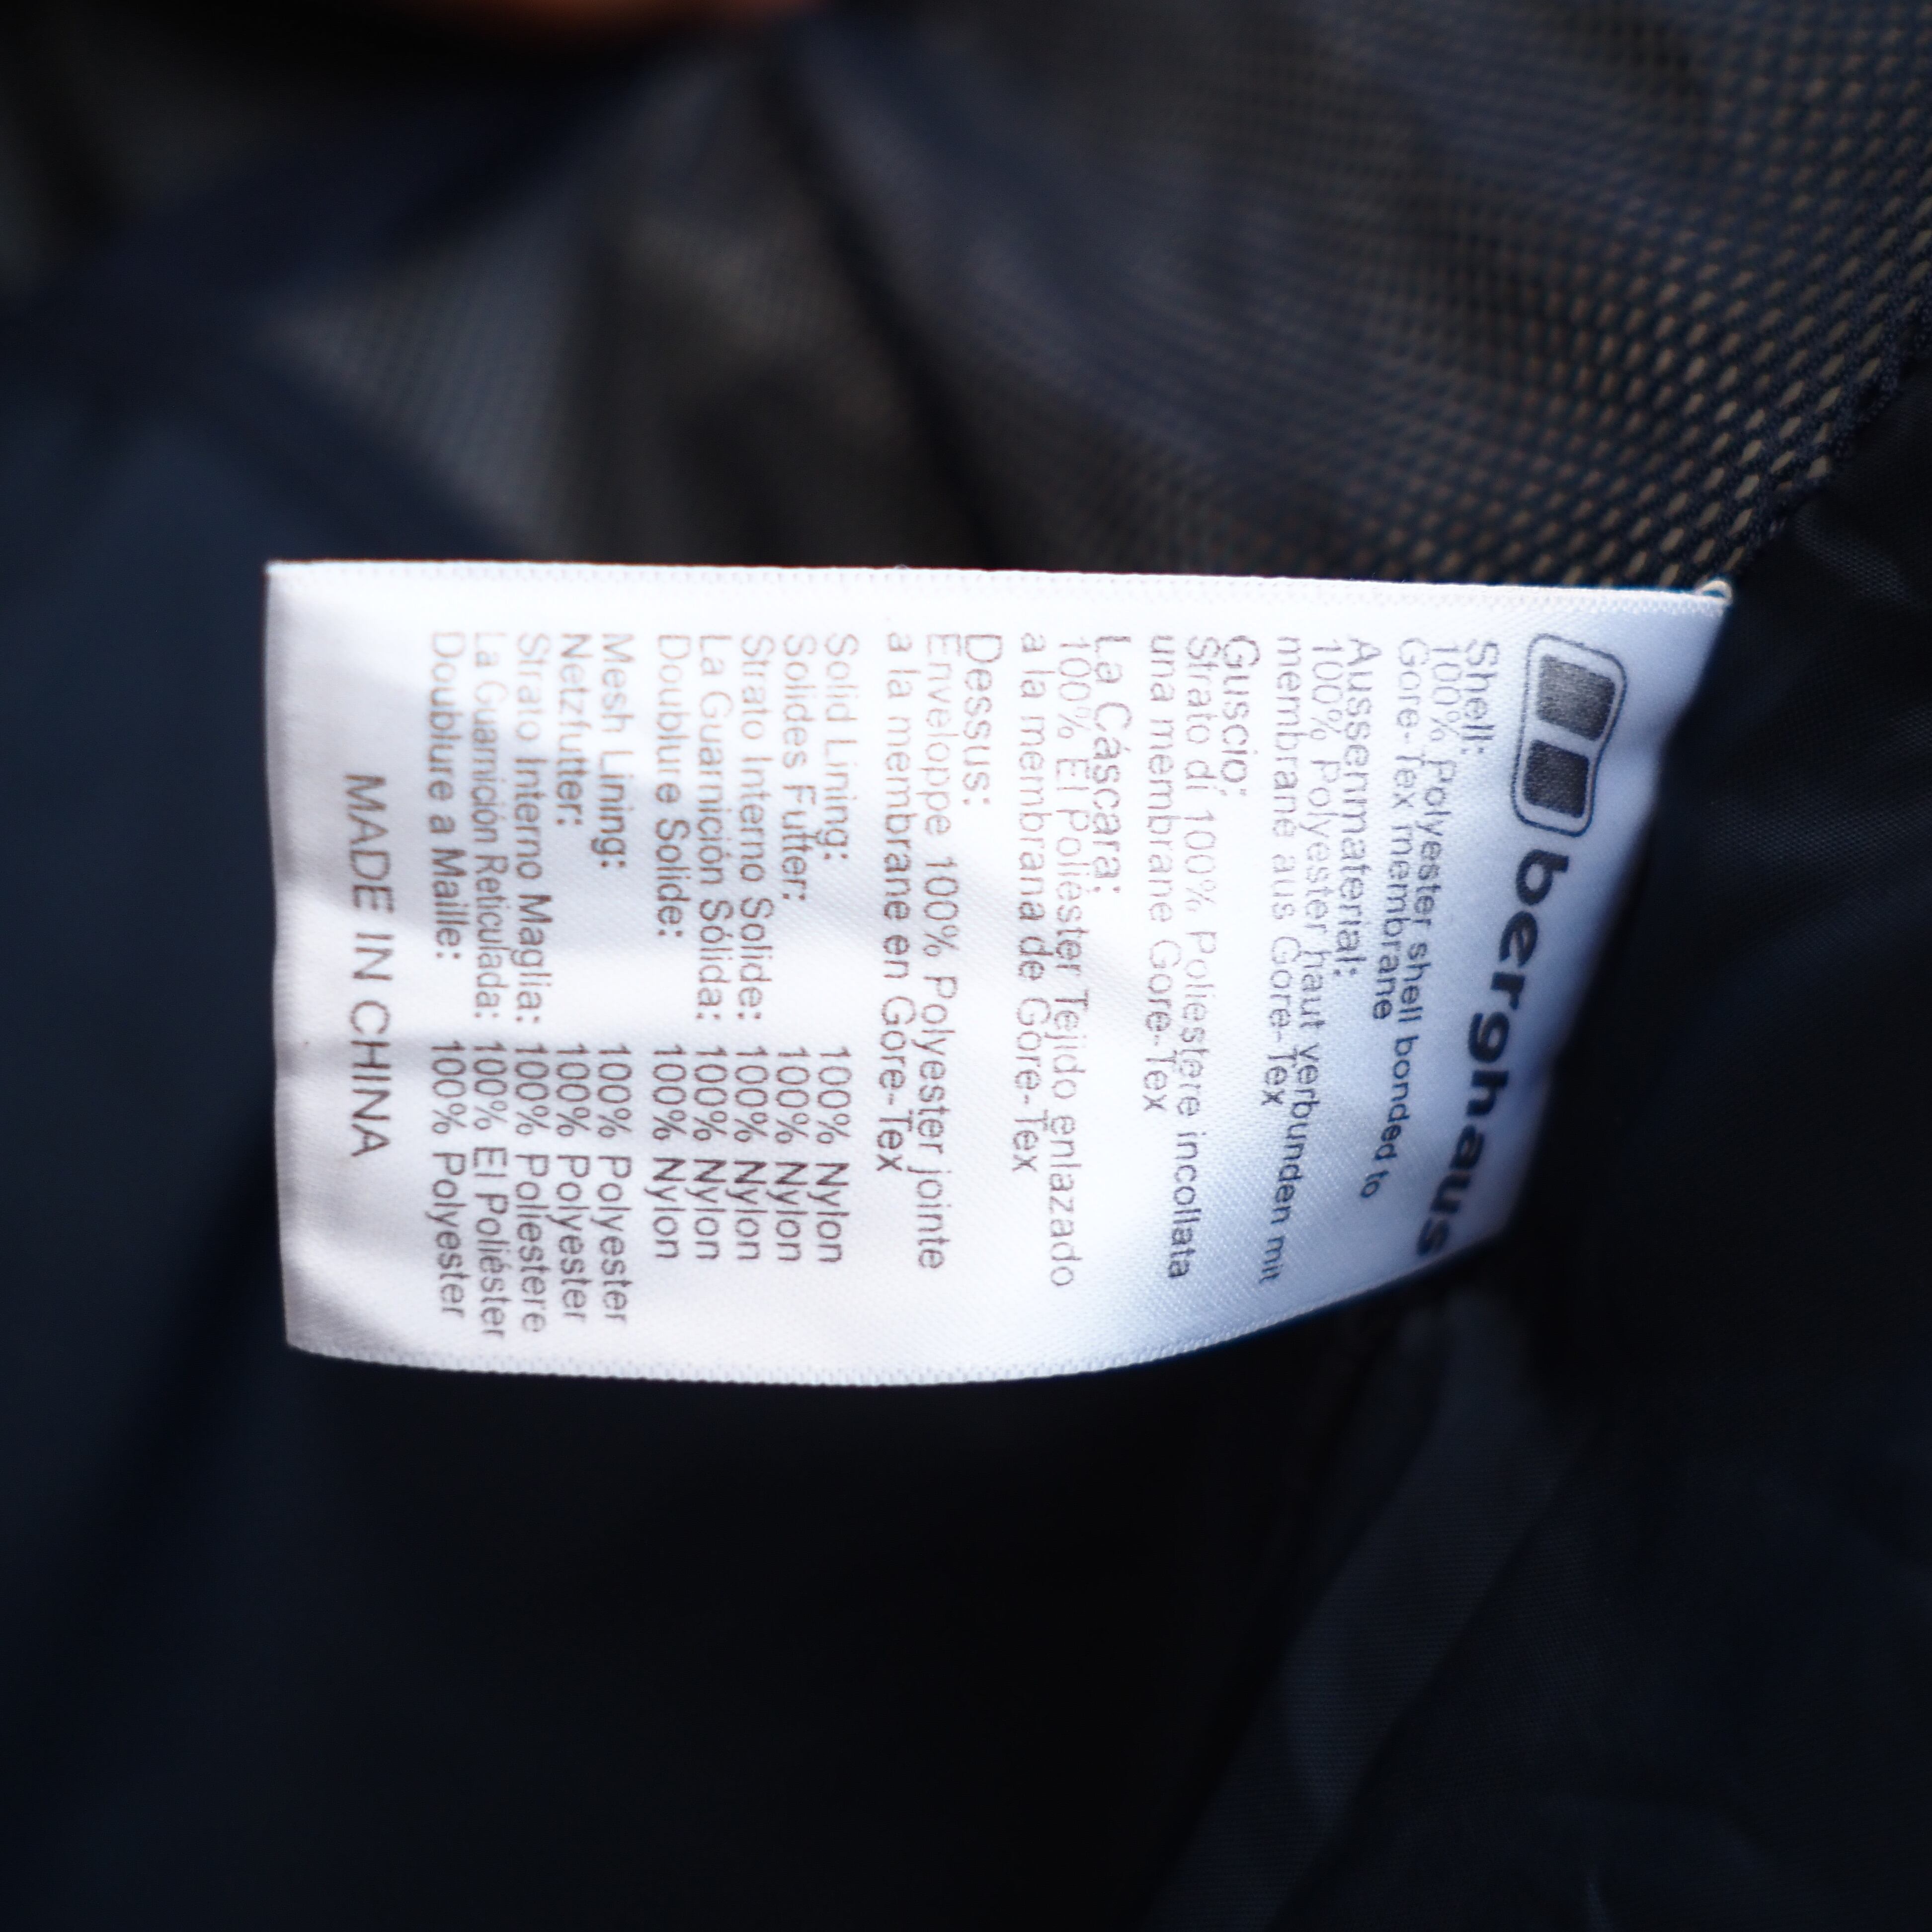 berghaus
Shell:
100% Polyester shell bonded to
Gore-Tex membrane
Aussenmaterial:
100% Polyester haut verbunden mit
membrane aus Gore-Tex
Guscio:
Strato di 100% Poliestere incollata
una membrane Gore-Tex
La Cáscara:
100% El Poliester Tejido enlazado
a la membrana de Gore-Tex
Dessus:
Enveloppe 100% Polyester jointe
a la membrane en Gore-Tex
Solid Lining: 100% Nylon
Solides Futter: 100% Nylon
Strato Interno Solide: 100% Nylon
La Guarnición Sólida: 100% Nylon
Doublure Solide: 100% Nylon
Mesh Lining: 100% Polyester
Netzfutter: 100% Polyester
Strato Interno Maglia: 100% Poliestere
La Guarnición Reticulada: 100% El Poliéster
Doublure a Maille: 100% Polyester
MADE IN CHINA